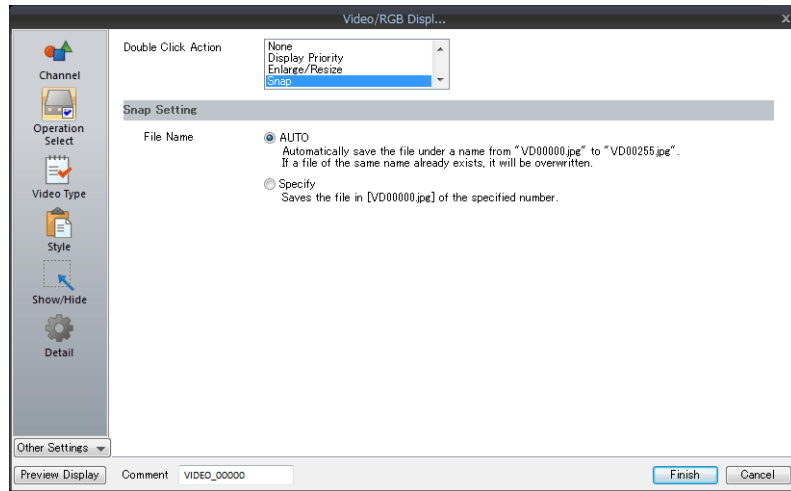 Video/RGB Displ...
x
Channel
Operation
Select
Video Type
Style
Show/Hide
Detail
Other Settings
Double Click Action
None
Display Priority
Enlarge/Resize
Snap
Snap Setting
File Name
AUTO
Automatically save the file under a name from "VD00000.jpg" to "VD00255.jpg".
If a file of the same name already exists, it will be overwritten.
Specify
Saves the file in [VD00000.jpg] of the specified number.
Preview Display
Comment
VIDEO_00000
Finish
Cancel